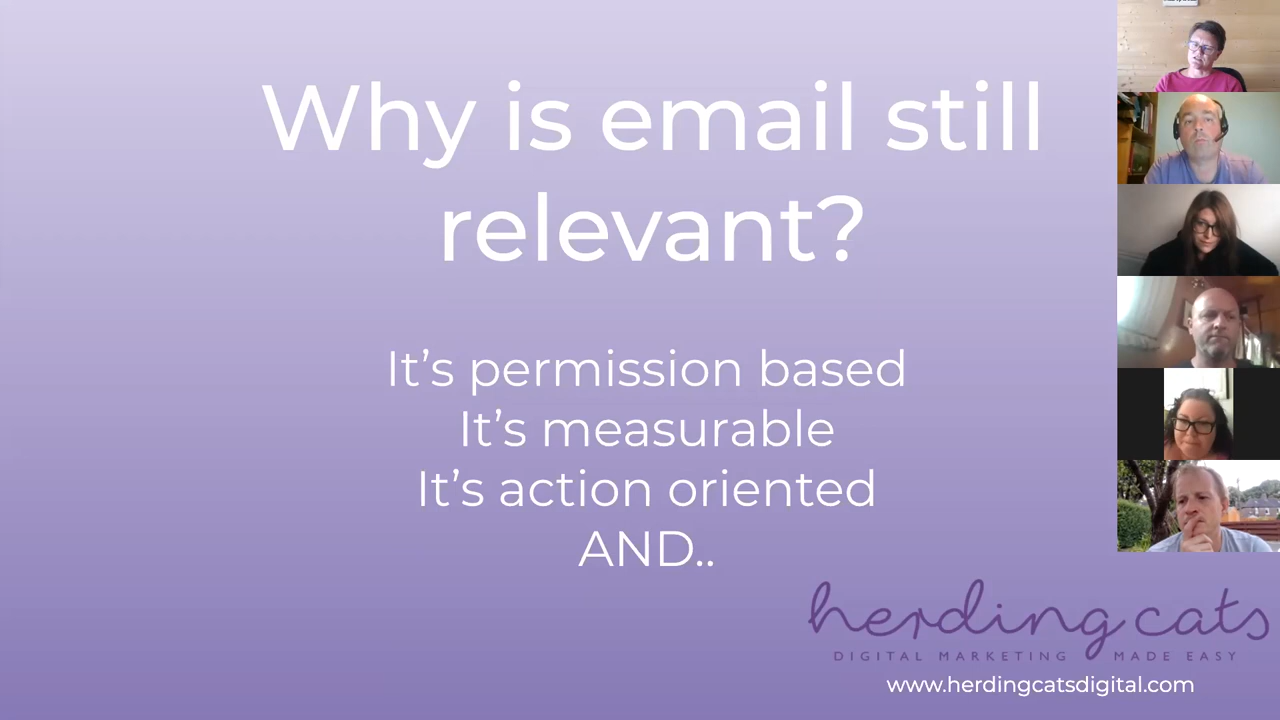 Why is email still
relevant?
It’s permission based
It’s measurable
It’s action oriented
AND..
herding cats
DIGITAL MARKETING MADE EASY
www.herdingcatsdigital.com